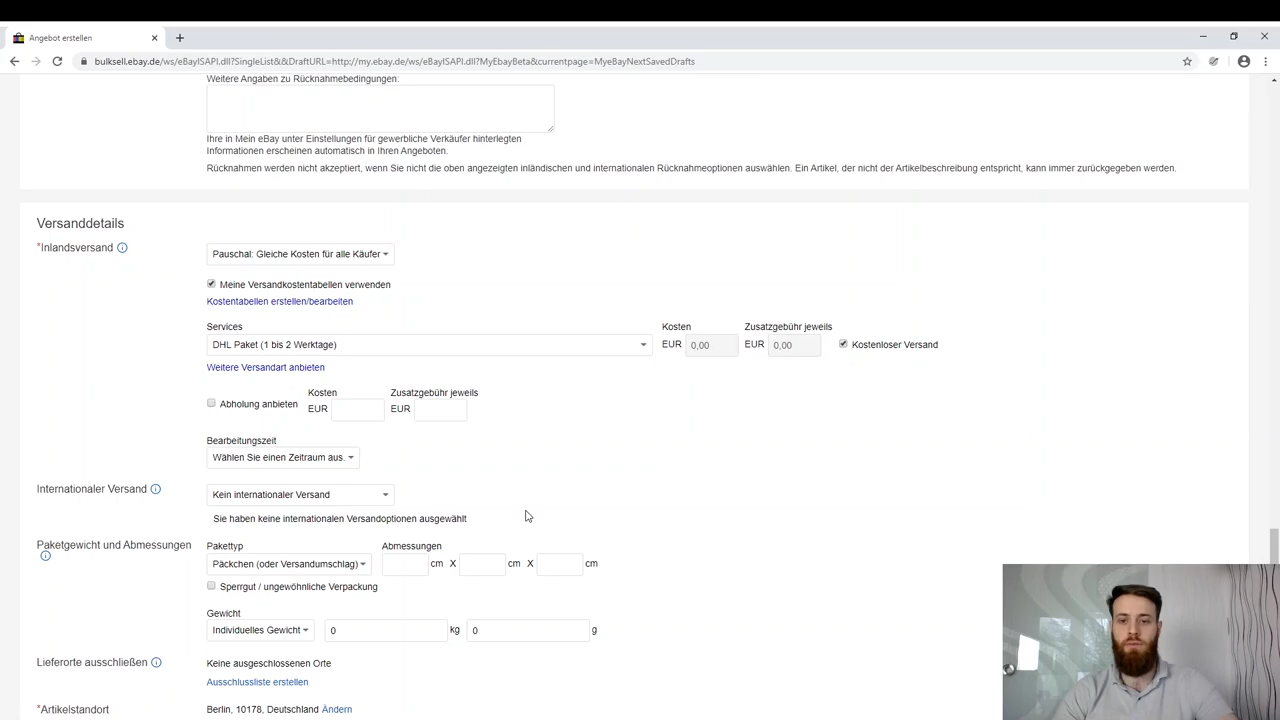 Angebot erstellen
bulksell.ebay.de/ws/eBayISAPI.dll?SingleList&&DraftURL=http://my.ebay.de/ws/eBayISAPI.dll?MyEbayBeta&currentpage=MyeBayNextSavedDrafts
Weitere Angaben zu Rücknahmebedingungen:
Ihre in Mein eBay unter Einstellungen für gewerbliche Verkäufer hinterlegten
Informationen erscheinen automatisch in Ihren Angeboten.
Rücknahmen werden nicht akzeptiert, wenn Sie nicht die oben angezeigten inländischen und internationalen Rücknahmeoptionen auswählen. Ein Artikel, der nicht der Artikelbeschreibung entspricht, kann immer zurückgegeben werden.
Versanddetails
*Inlandsversand
Pauschal: Gleiche Kosten für alle Käufer
Meine Versandkostentabellen verwenden
Kostentabellen erstellen/bearbeiten
Services Kosten Zusatzgebühr jeweils
DHL Paket (1 bis 2 Werktage) EUR 0,00 EUR 0,00 Kostenloser Versand
Weitere Versandart anbieten
Kosten Zusatzgebühr jeweils
Abholung anbieten EUR EUR
Bearbeitungszeit
Wählen Sie einen Zeitraum aus.
Internationaler Versand Kein internationaler Versand
Sie haben keine internationalen Versandoptionen ausgewählt
Paketgewicht und Abmessungen Pakettyp Abmessungen
Päckchen (oder Versandumschlag) cm X cm X cm
Sperrgut / ungewöhnliche Verpackung
Gewicht
Individuelles Gewicht 0 kg 0 g
Lieferorte ausschließen Keine ausgeschlossenen Orte
Ausschlussliste erstellen
*Artikelstandort Berlin, 10178, Deutschland Ändern